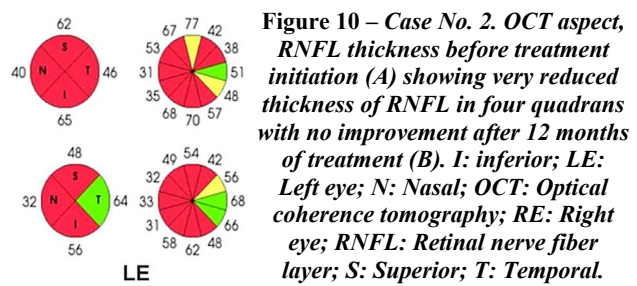 62
S
40 N T 46
I
65
67 77 42
53 38
31 51
35 48
68 57
70
48
S
32 N T 64
I
56
49 54 42
32 56
33 68
31 66
58 48
62
LE
Figure 10 – Case No. 2. OCT aspect,
RNFL thickness before treatment
initiation (A) showing very reduced
thickness of RNFL in four quadrans
with no improvement after 12 months
of treatment (B). I: inferior; LE:
Left eye; N: Nasal; OCT: Optical
coherence tomography; RE: Right
eye; RNFL: Retinal nerve fiber
layer; S: Superior; T: Temporal.